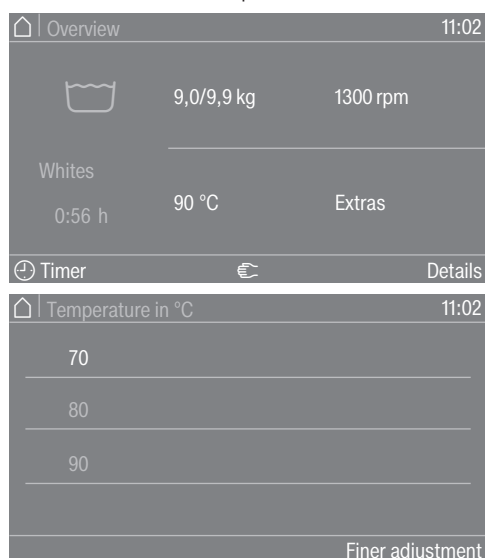 Overview 11:02
9,0/9,9 kg 1300 rpm
Whites
0:56 h
90 °C Extras
Timer Details
Temperature in °C 11:02
70
80
90
Finer adjustment